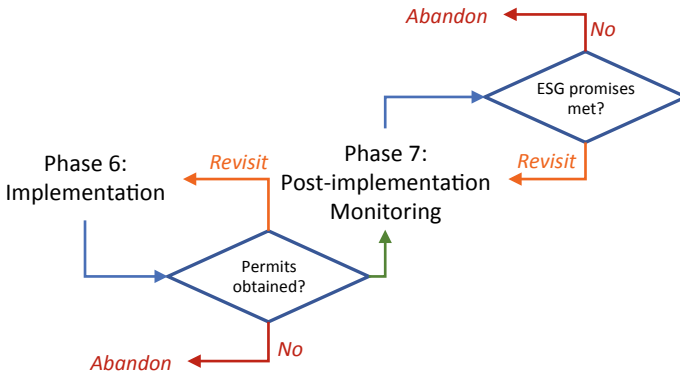 Abandon
No
ESG promises
met?
Revisit
Phase 7:
Post-implementation
Monitoring
Phase 6:
Implementation
Revisit
Permits
obtained?
No
Abandon